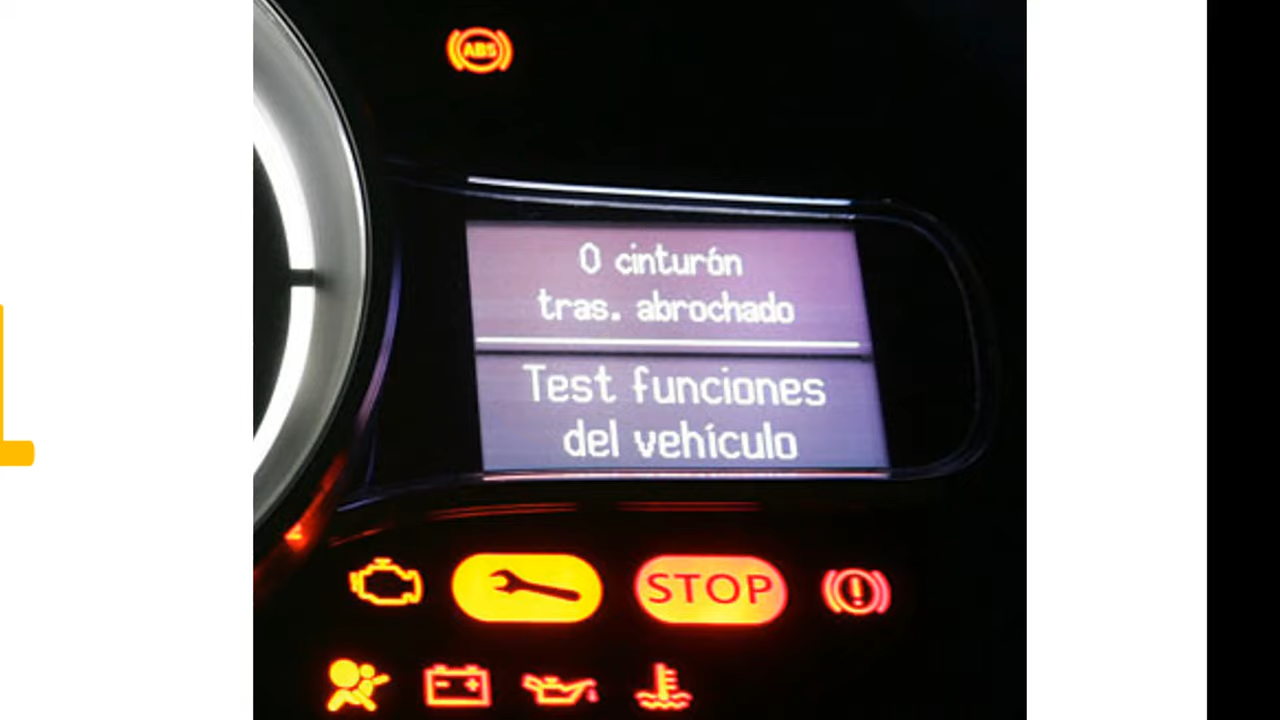 ABS
0 cinturón
tras. abrochado
Test funciones
del vehículo
STOP